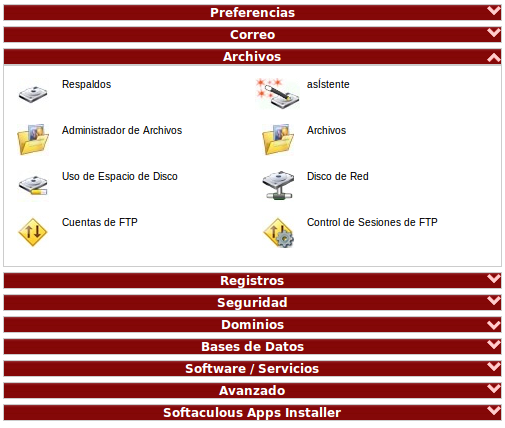 Preferencias
Correo
Archivos
Respaldos
asÍstente
Administrador de Archivos
Archivos
Uso de Espacio de Disco
Disco de Red
Cuentas de FTP
Control de Sesiones de FTP
Registros
Seguridad
Dominios
Bases de Datos
Software / Servicios
Avanzado
Softaculous Apps Installer